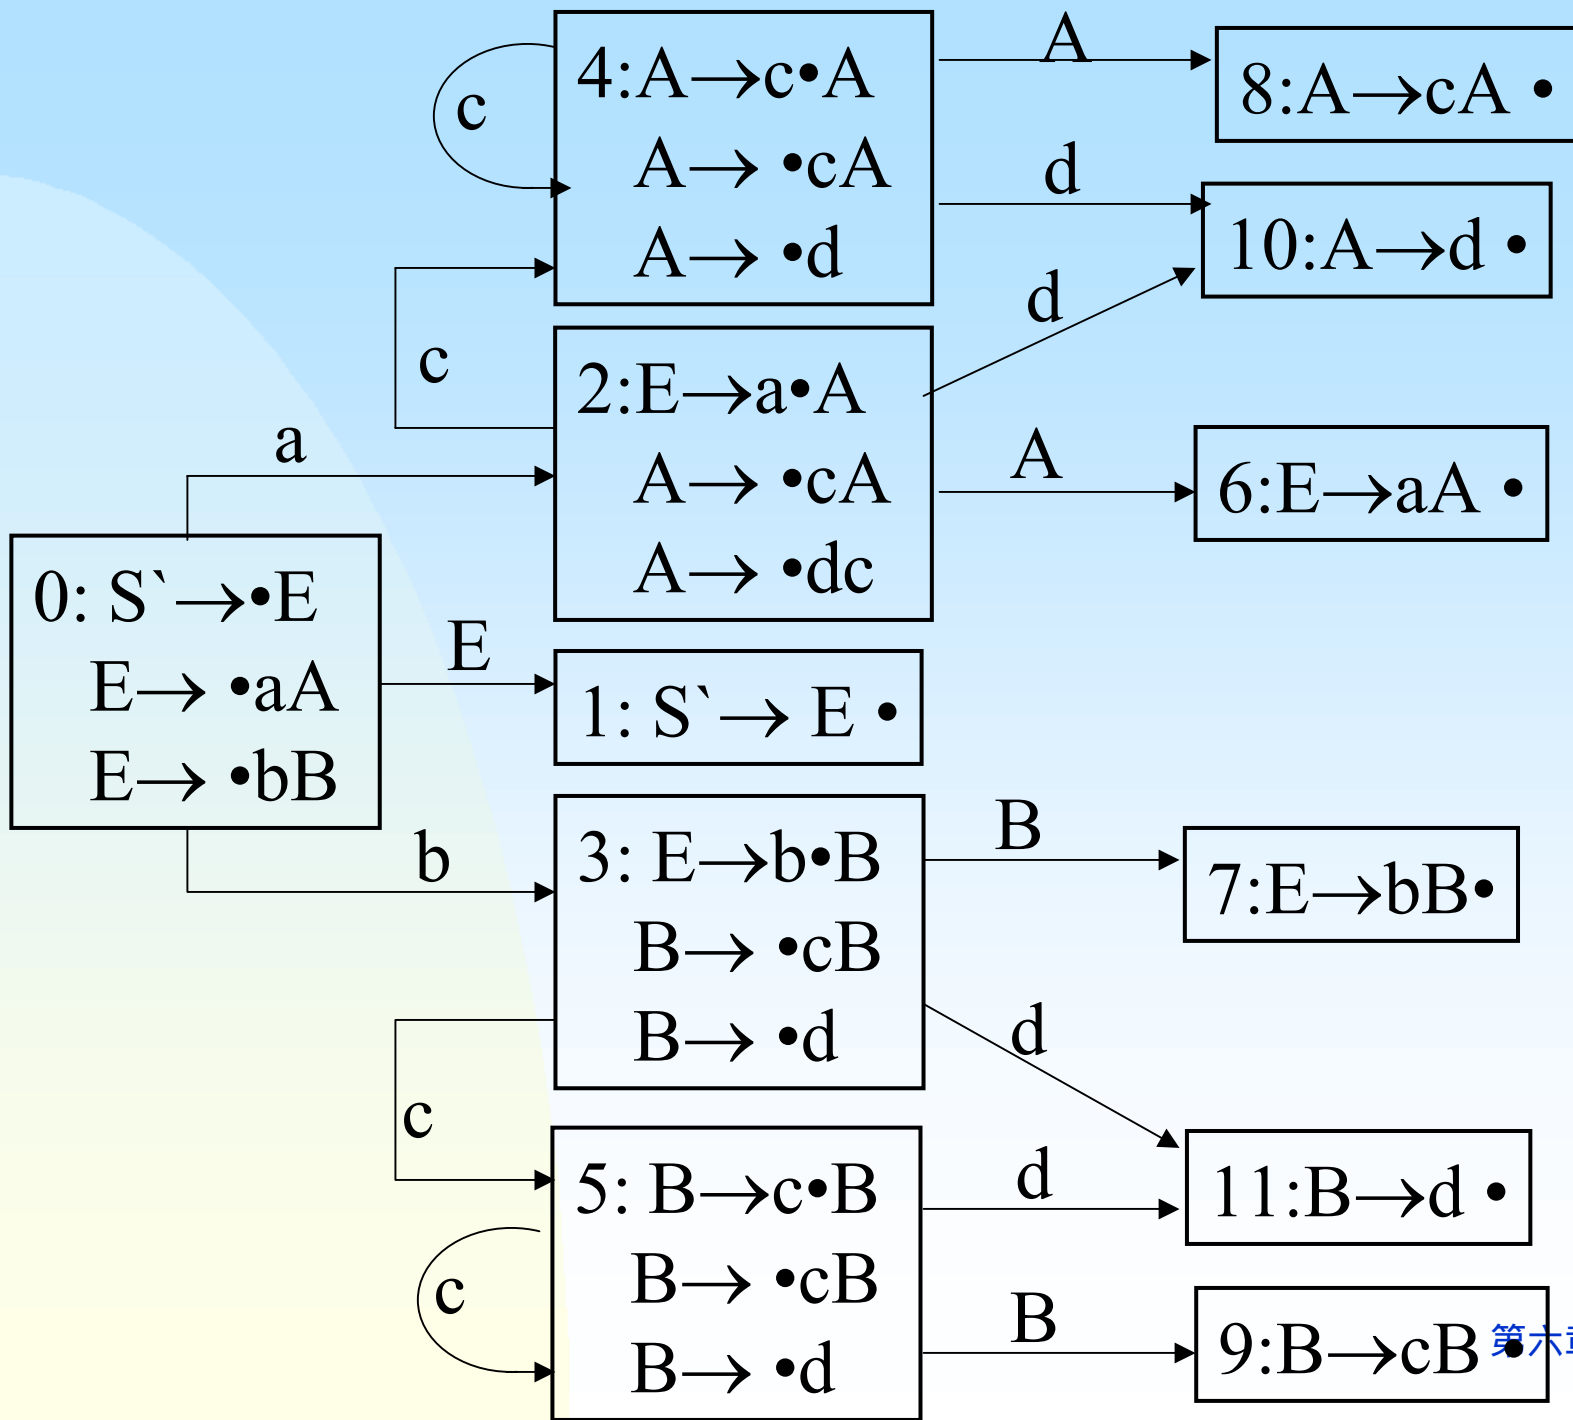 4:A→c•A
A→ •cA
A→ •d
A
8:A→cA •
c
d
10:A→d •
d
c
2:E→a•A
A→ •cA
A→ •dc
a
A
6:E→aA •
0: S`→•E
E→ •aA
E→ •bB
E
1: S`→ E •
b
3: E→b•B
B→ •cB
B→ •d
B
7:E→bB•
d
c
5: B→c•B
B→ •cB
B→ •d
d
11:B→d •
c
B
9:B→cB •
第六章